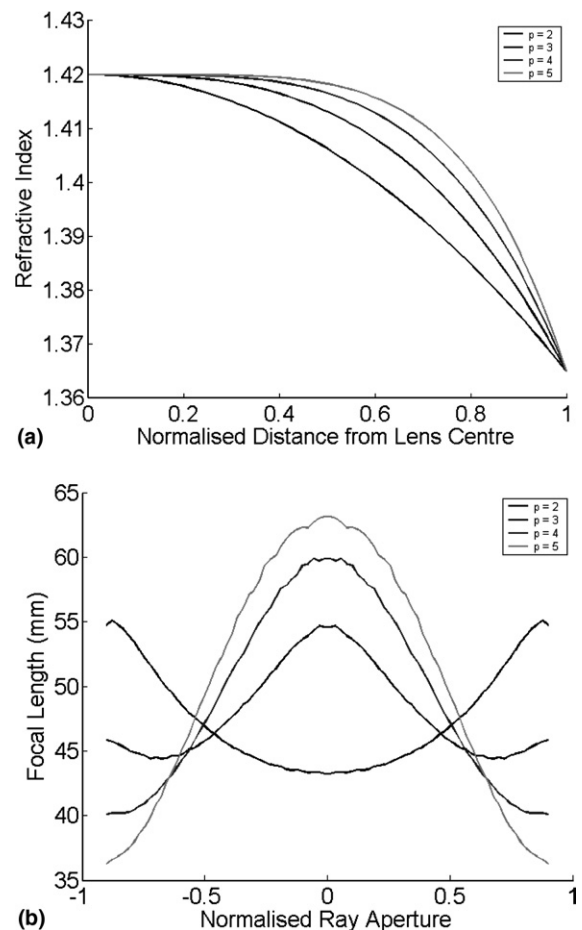 1.43
1.42
1.41
1.4
1.39
1.38
1.37
1.36
Refractive Index
p = 2
p = 3
p = 4
p = 5
0 0.2 0.4 0.6 0.8 1
(a) Normalised Distance from Lens Centre
65
60
55
50
45
40
35
Focal Length (mm)
p = 2
p = 3
p = 4
p = 5
-1 -0.5 0 0.5 1
(b) Normalised Ray Aperture